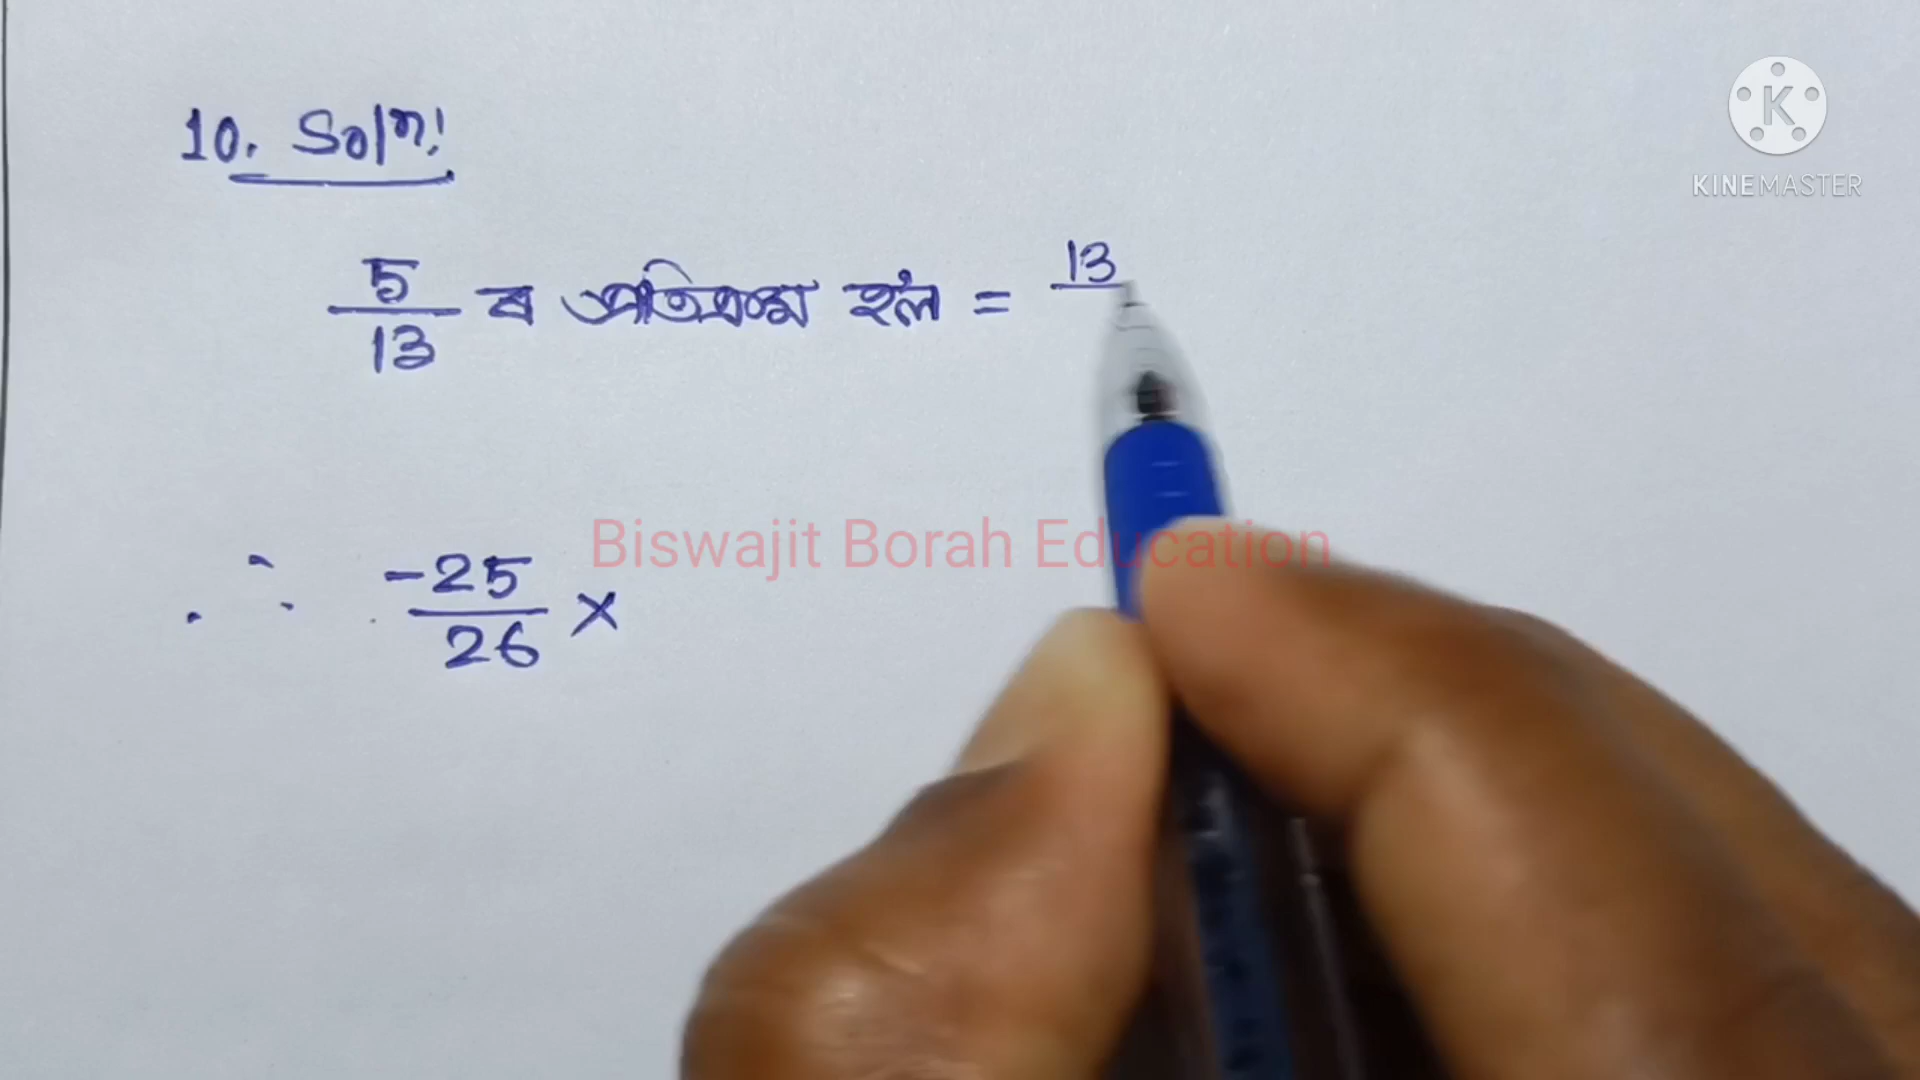 10. Soln:
K
KINEMASTER
5/13 ৰ প্ৰতিক্ৰম হ'ল = 13
Biswajit Borah Education
∴ -25/26 ×